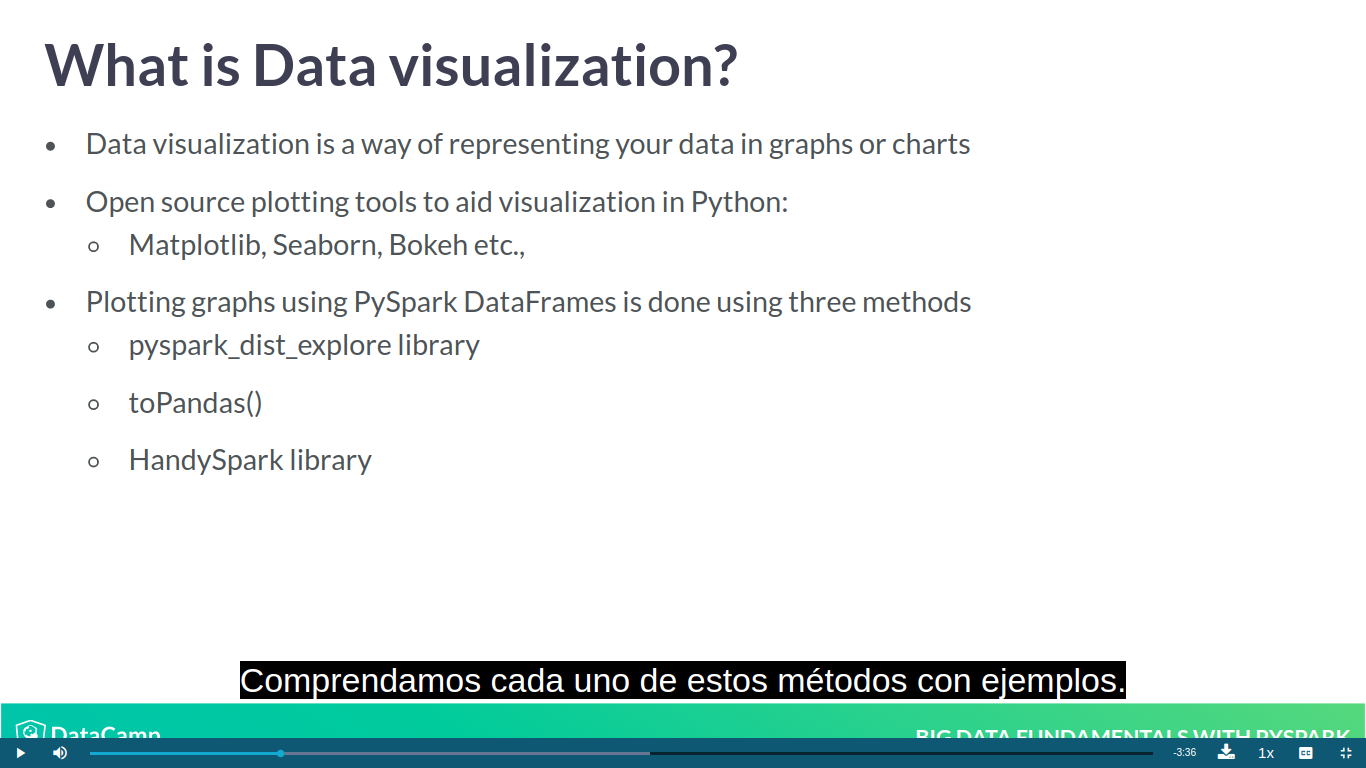 What is Data visualization?
• Data visualization is a way of representing your data in graphs or charts
• Open source plotting tools to aid visualization in Python:
○ Matplotlib, Seaborn, Bokeh etc.,
• Plotting graphs using PySpark DataFrames is done using three methods
○ pyspark_dist_explore library
○ toPandas()
○ HandySpark library
Comprendamos cada uno de estos métodos con ejemplos.
DataCamp
BIG DATA FUNDAMENTALS WITH PYSPARK
-3:36
1x
CC